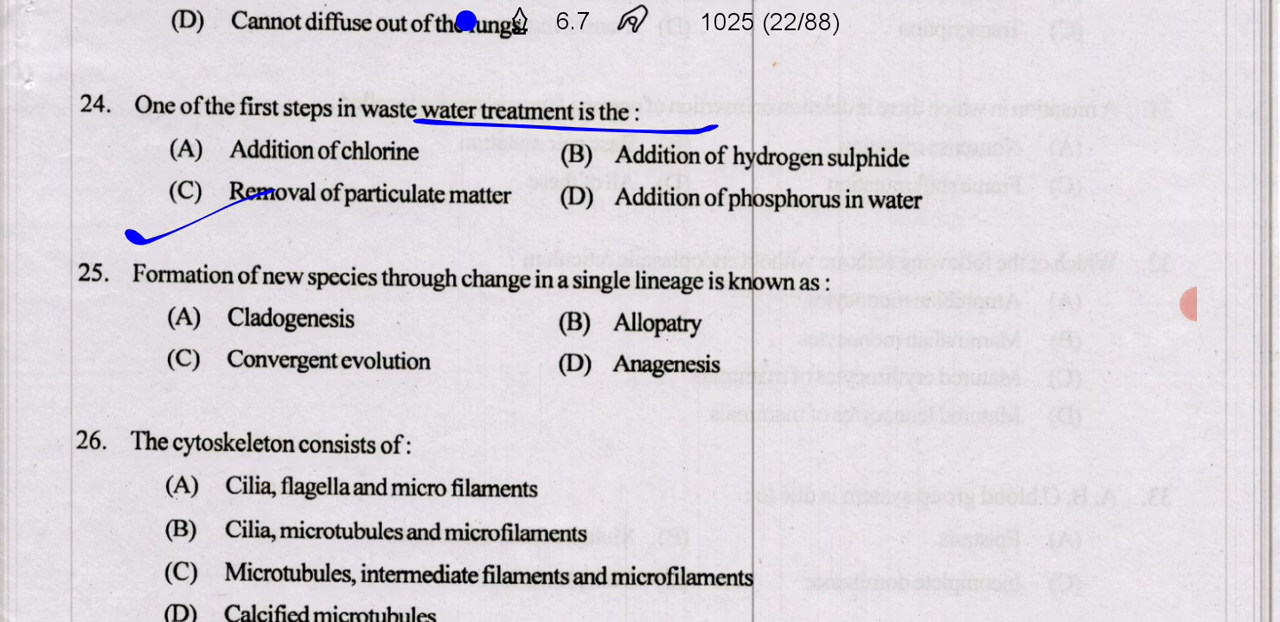 (D) Cannot diffuse out of the lungs.
6.7 1025 (22/88)
24. One of the first steps in waste water treatment is the :
(A) Addition of chlorine (B) Addition of hydrogen sulphide
(C) Removal of particulate matter (D) Addition of phosphorus in water
25. Formation of new species through change in a single lineage is known as :
(A) Cladogenesis (B) Allopatry
(C) Convergent evolution (D) Anagenesis
26. The cytoskeleton consists of :
(A) Cilia, flagella and micro filaments
(B) Cilia, microtubules and microfilaments
(C) Microtubules, intermediate filaments and microfilaments
(D) Calcified microtubules